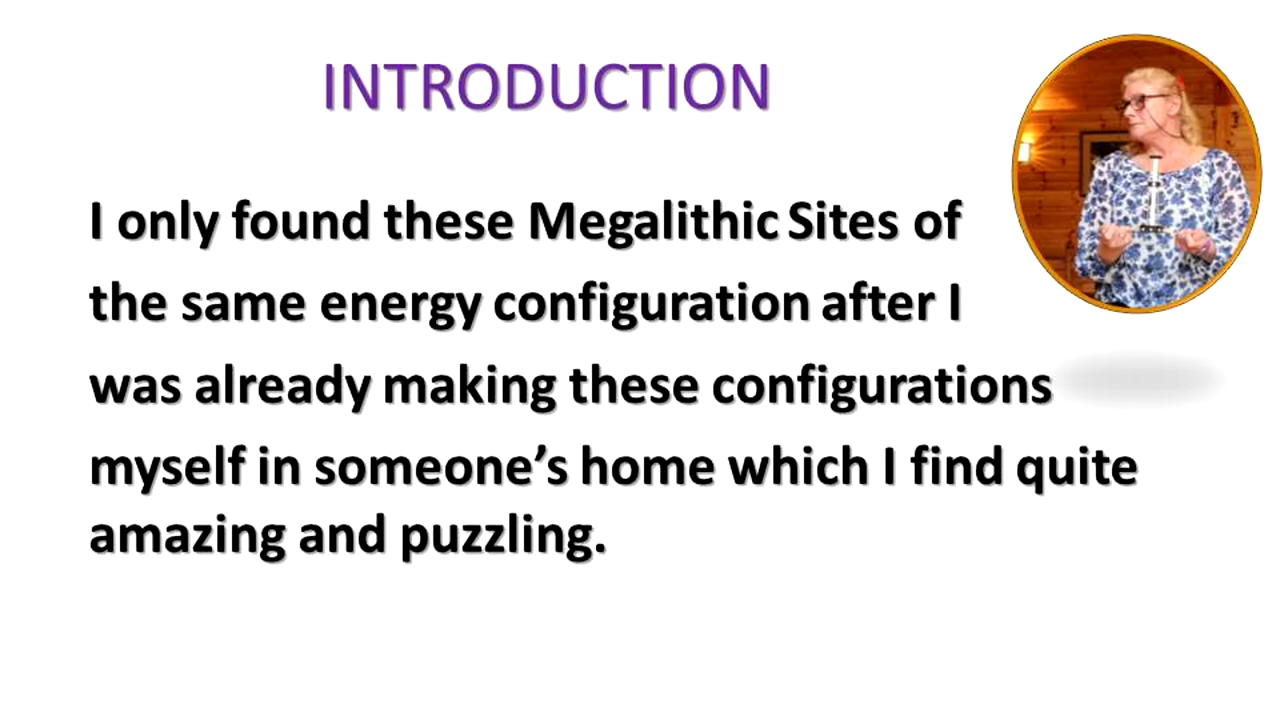 INTRODUCTION
I only found these Megalithic Sites of
the same energy configuration after I
was already making these configurations
myself in someone’s home which I find quite
amazing and puzzling.